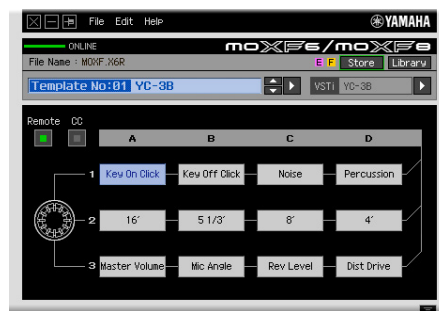 File Edit Help YAMAHA
ONLINE MOXF6/MOXF8
File Name : MOXF.X6R E F Store Library
Template No:01 YC-3B VSTi YC-3B
Remote CC
A B C D
1 Key On Click Key Off Click Noise Percussion
2 16´ 5 1/3´ 8´ 4´
3 Master Volume Mic Angle Rev Level Dist Drive